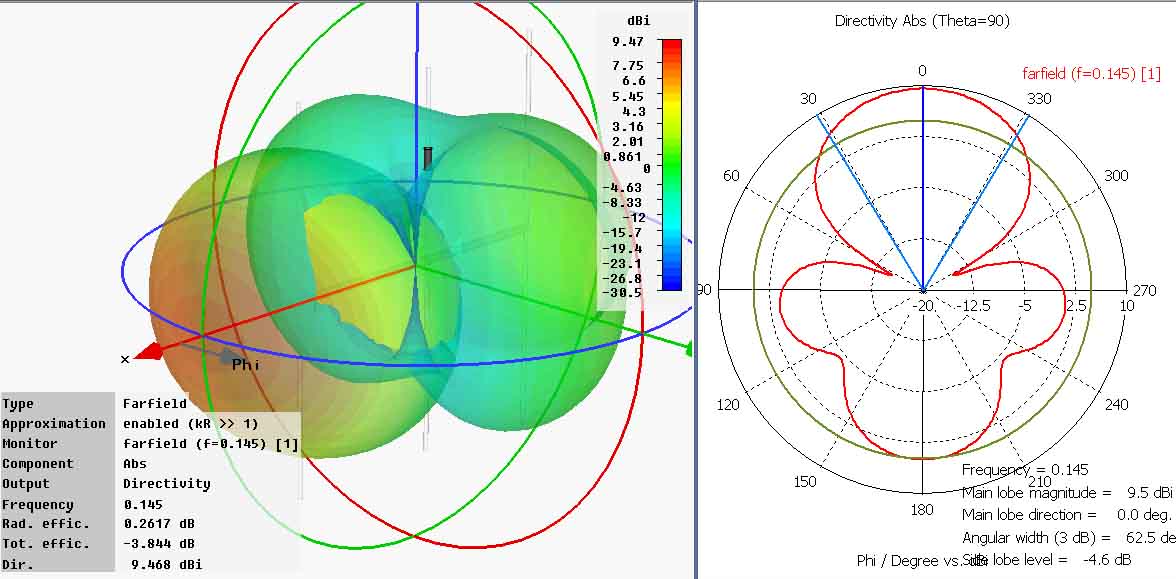 dBi
9.47
7.75
6.6
5.45
4.3
3.16
2.01
0.861
0
-4.63
-8.33
-12
-15.7
-19.4
-23.1
-26.8
-30.5
x
Phi
Type Farfield
Approximation enabled (kR >> 1)
Monitor farfield (f=0.145) [1]
Component Abs
Output Directivity
Frequency 0.145
Rad. effic. 0.2617 dB
Tot. effic. -3.844 dB
Dir. 9.468 dBi
Directivity Abs (Theta=90)
farfield (f=0.145) [1]
0
30 330
60 300
90 -20 -12.5 -5 2.5 10 270
120 240
150 210
180
Frequency = 0.145
Main lobe magnitude = 9.5 dBi
Main lobe direction = 0.0 deg.
Angular width (3 dB) = 62.5 de
Side lobe level = -4.6 dB
Phi / Degree vs. dBi